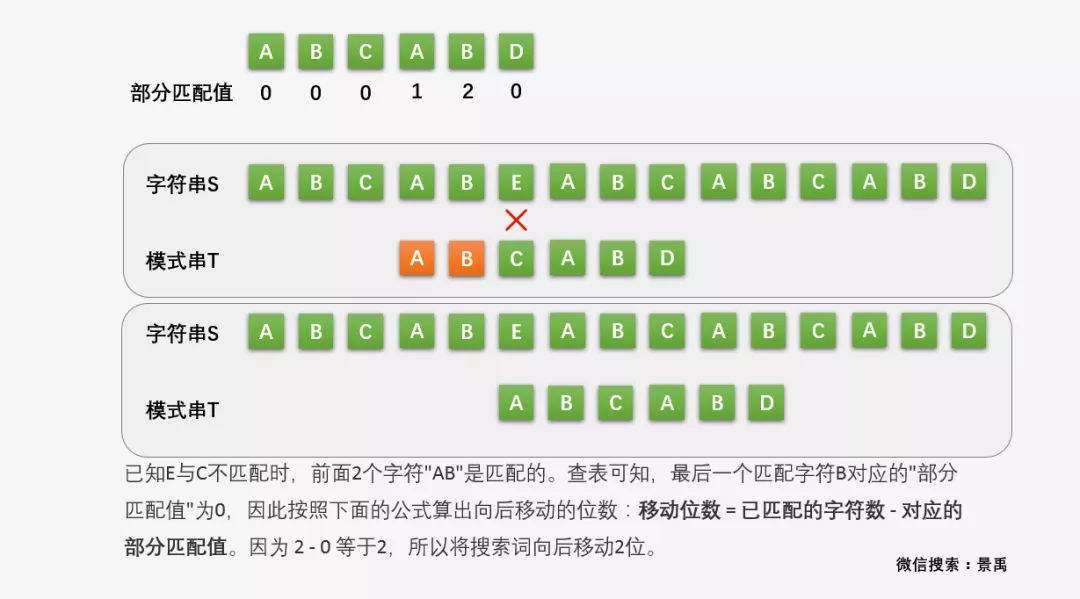 A B C A B D
部分匹配值 0 0 0 1 2 0
字符串S A B C A B E A B C A B C A B D
模式串T A B C A B D
字符串S A B C A B E A B C A B C A B D
模式串T A B C A B D
已知E与C不匹配时，前面2个字符"AB"是匹配的。查表可知，最后一个匹配字符B对应的"部分
匹配值"为0，因此按照下面的公式算出向后移动的位数：移动位数 = 已匹配的字符数 - 对应的
部分匹配值。因为 2 - 0 等于2，所以将搜索词向后移动2位。
微信搜索：景禹